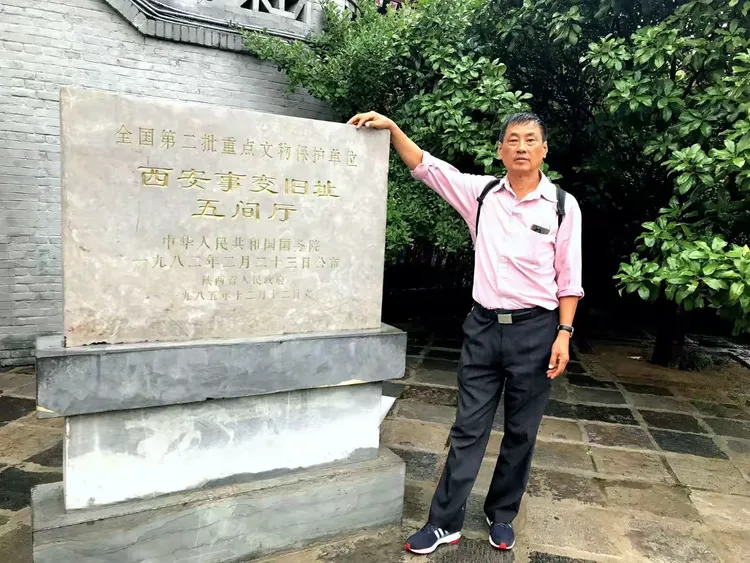 全国第二批重点文物保护单位
西安事变旧址
五间厅
中华人民共和国国务院
一九八二年二月二十三日公布
陕西省人民政府
一九八五年十二月十二日立